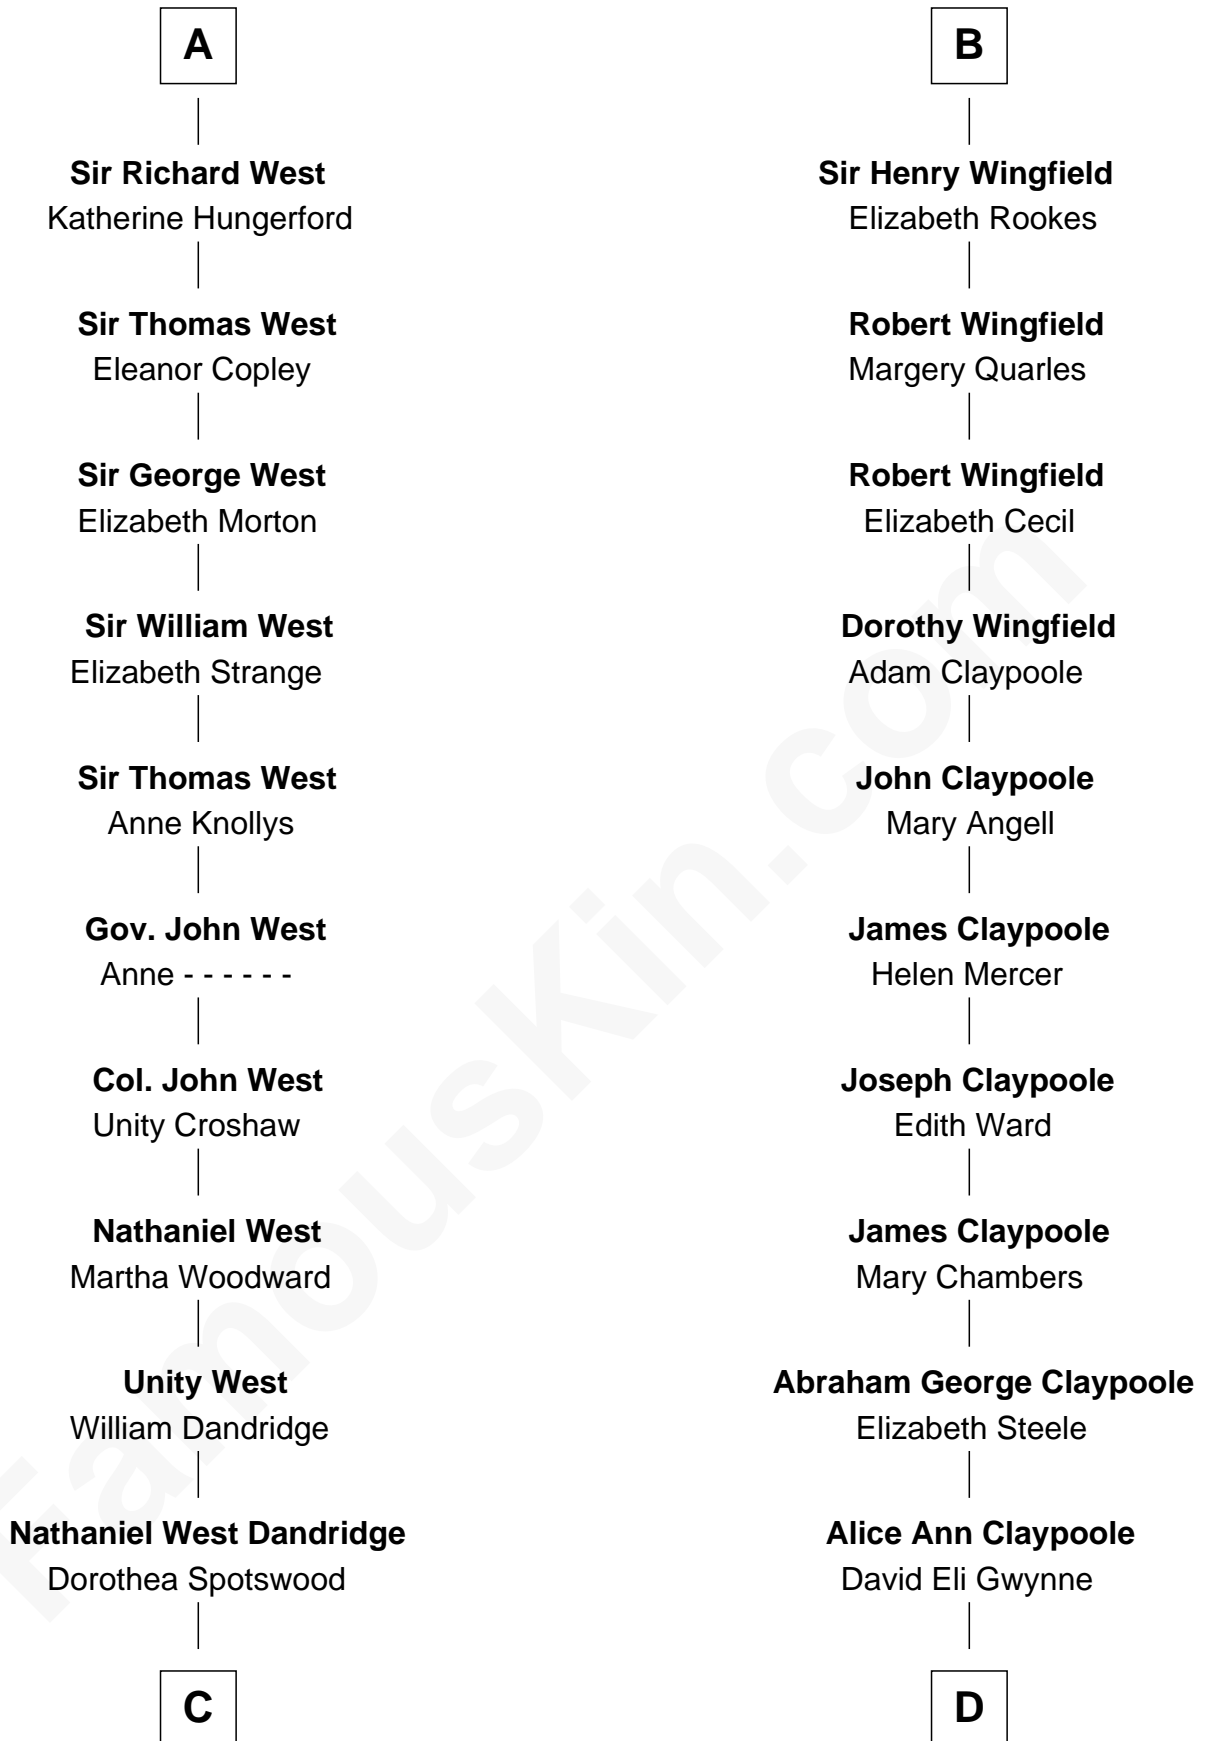 A
Sir Richard West
Katherine Hungerford
Sir Thomas West
Eleanor Copley
Sir George West
Elizabeth Morton
Sir William West
Elizabeth Strange
Sir Thomas West
Anne Knollys
Gov. John West
Anne - - - - - -
Col. John West
Unity Croshaw
Nathaniel West
Martha Woodward
Unity West
William Dandridge
Nathaniel West Dandridge
Dorothea Spotswood
C
B
Sir Henry Wingfield
Elizabeth Rookes
Robert Wingfield
Margery Quarles
Robert Wingfield
Elizabeth Cecil
Dorothy Wingfield
Adam Claypoole
John Claypoole
Mary Angell
James Claypoole
Helen Mercer
Joseph Claypoole
Edith Ward
James Claypoole
Mary Chambers
Abraham George Claypoole
Elizabeth Steele
Alice Ann Claypoole
David Eli Gwynne
D
FamousKin.com